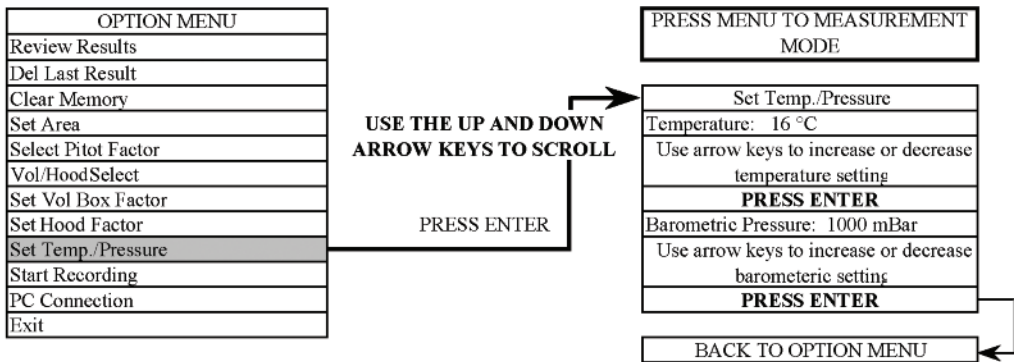 OPTION MENU
Review Results
Del Last Result
Clear Memory
Set Area
Select Pitot Factor
Vol/HoodSelect
Set Vol Box Factor
Set Hood Factor
Set Temp./Pressure
Start Recording
PC Connection
Exit
USE THE UP AND DOWN
ARROW KEYS TO SCROLL
PRESS ENTER
PRESS MENU TO MEASUREMENT
MODE
Set Temp./Pressure
Temperature: 16 °C
Use arrow keys to increase or decrease
temperature setting
PRESS ENTER
Barometric Pressure: 1000 mBar
Use arrow keys to increase or decrease
barometeric setting
PRESS ENTER
BACK TO OPTION MENU